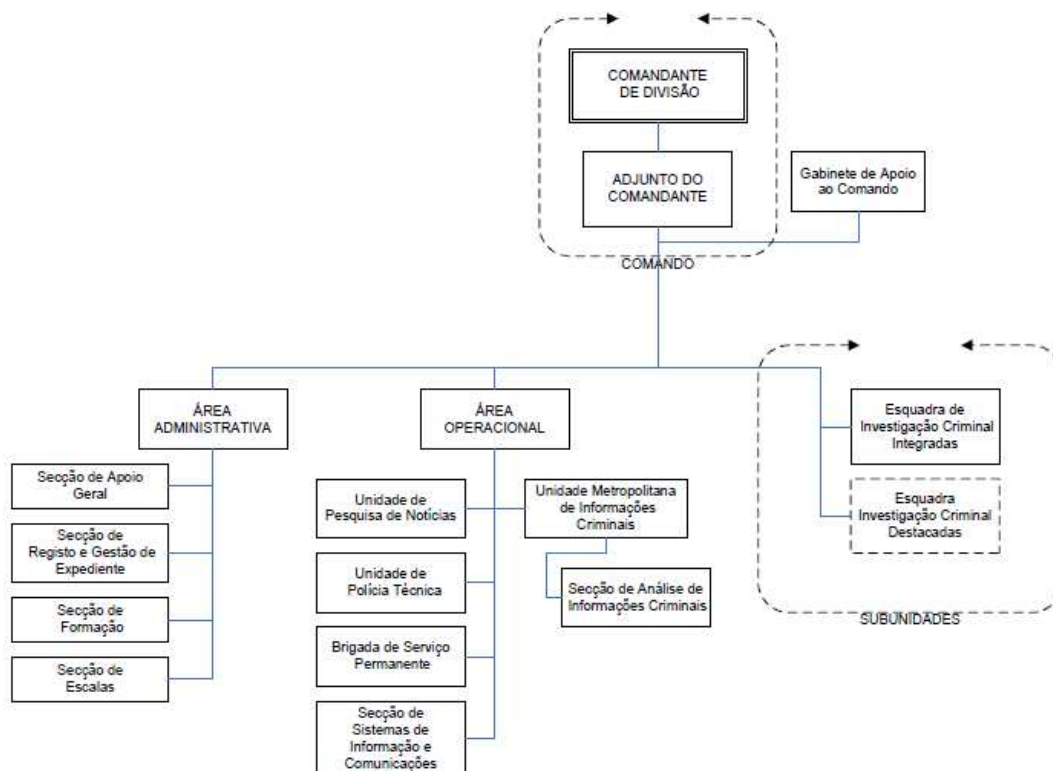 COMANDANTE
DE DIVISÃO
ADJUNTO DO
COMANDANTE
Gabinete de Apoio
ao Comando
COMANDO
ÁREA
ADMINISTRATIVA
Secção de Apoio
Geral
Secção de
Registo e Gestão de
Expediente
Secção de
Formação
Secção de
Escalas
ÁREA
OPERACIONAL
Unidade de
Pesquisa de Notícias
Unidade Metropolitana
de Informações
Criminais
Secção de Análise de
Informações Criminais
Unidade de
Polícia Técnica
Brigada de Serviço
Permanente
Secção de
Sistemas de
Informação e
Comunicações
Esquadra de
Investigação Criminal
Integradas
Esquadra
Investigação Criminal
Destacadas
SUBUNIDADES